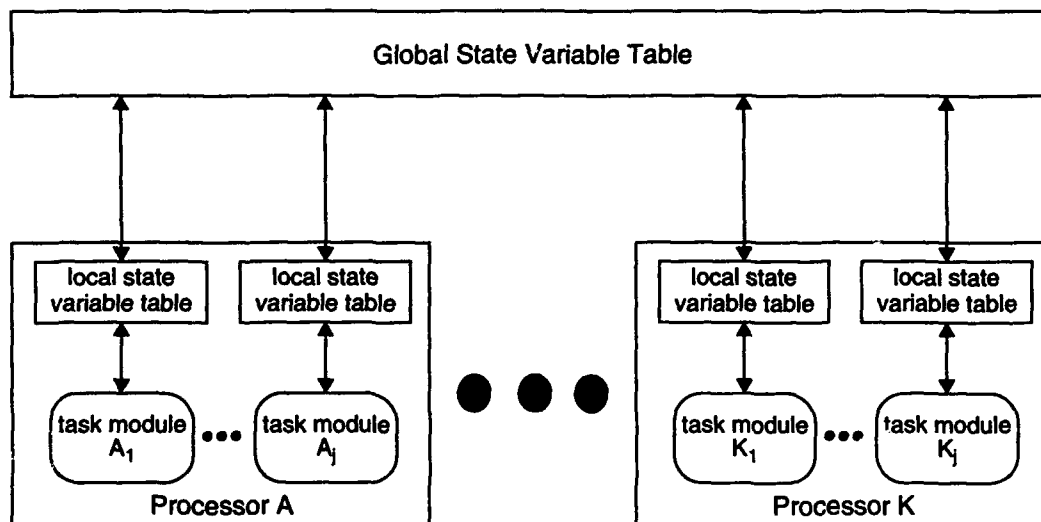 Global State Variable Table
local state
variable table
local state
variable table
local state
variable table
local state
variable table
task module
A₁
•••
task module
Aⱼ
task module
K₁
•••
task module
Kⱼ
Processor A
Processor K